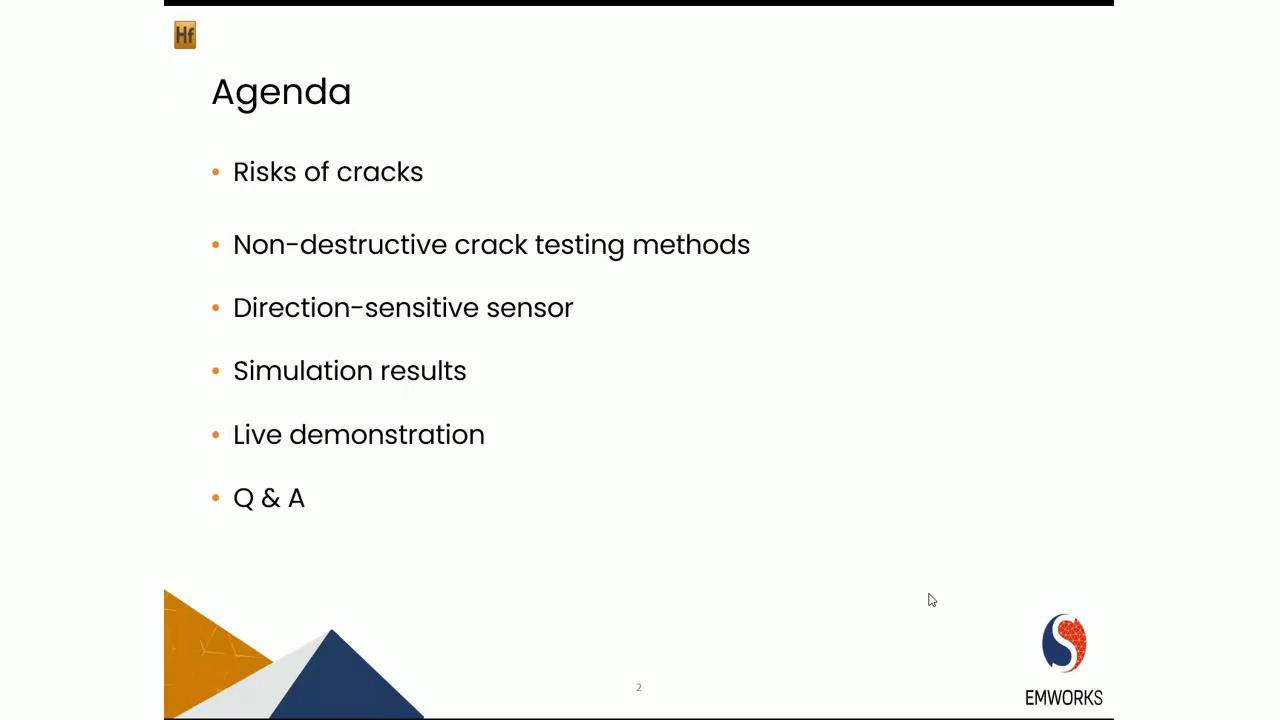 Hf
Agenda
• Risks of cracks
• Non-destructive crack testing methods
• Direction-sensitive sensor
• Simulation results
• Live demonstration
• Q & A
2
EMWORKS